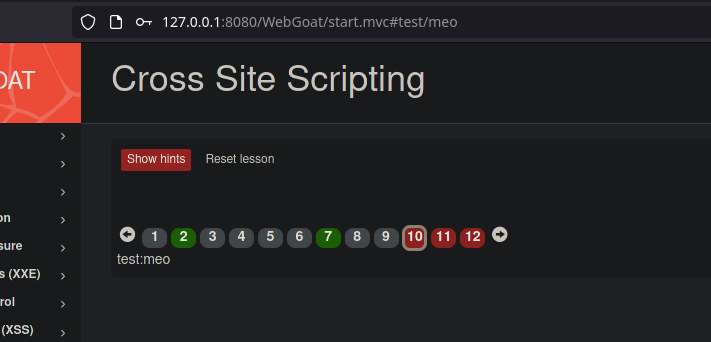 127.0.0.1:8080/WebGoat/start.mvc#test/meo
OAT
Cross Site Scripting
Show hints
Reset lesson
1 2 3 4 5 6 7 8 9 10 11 12
test:meo
on
sure
s (XXE)
rol
(XSS)